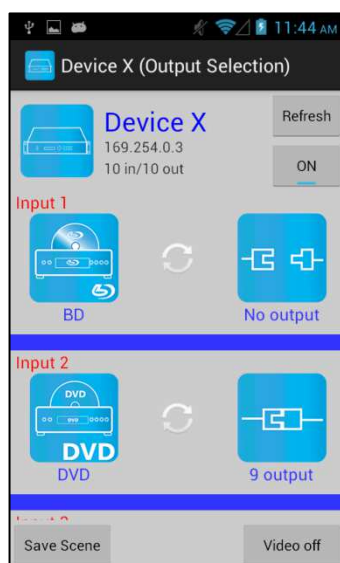 11:44 AM
Device X (Output Selection)
Device X
169.254.0.3
10 in/10 out
Refresh
ON
Input 1
BD
No output
Input 2
DVD
DVD
DVD
9 output
Save Scene
Video off